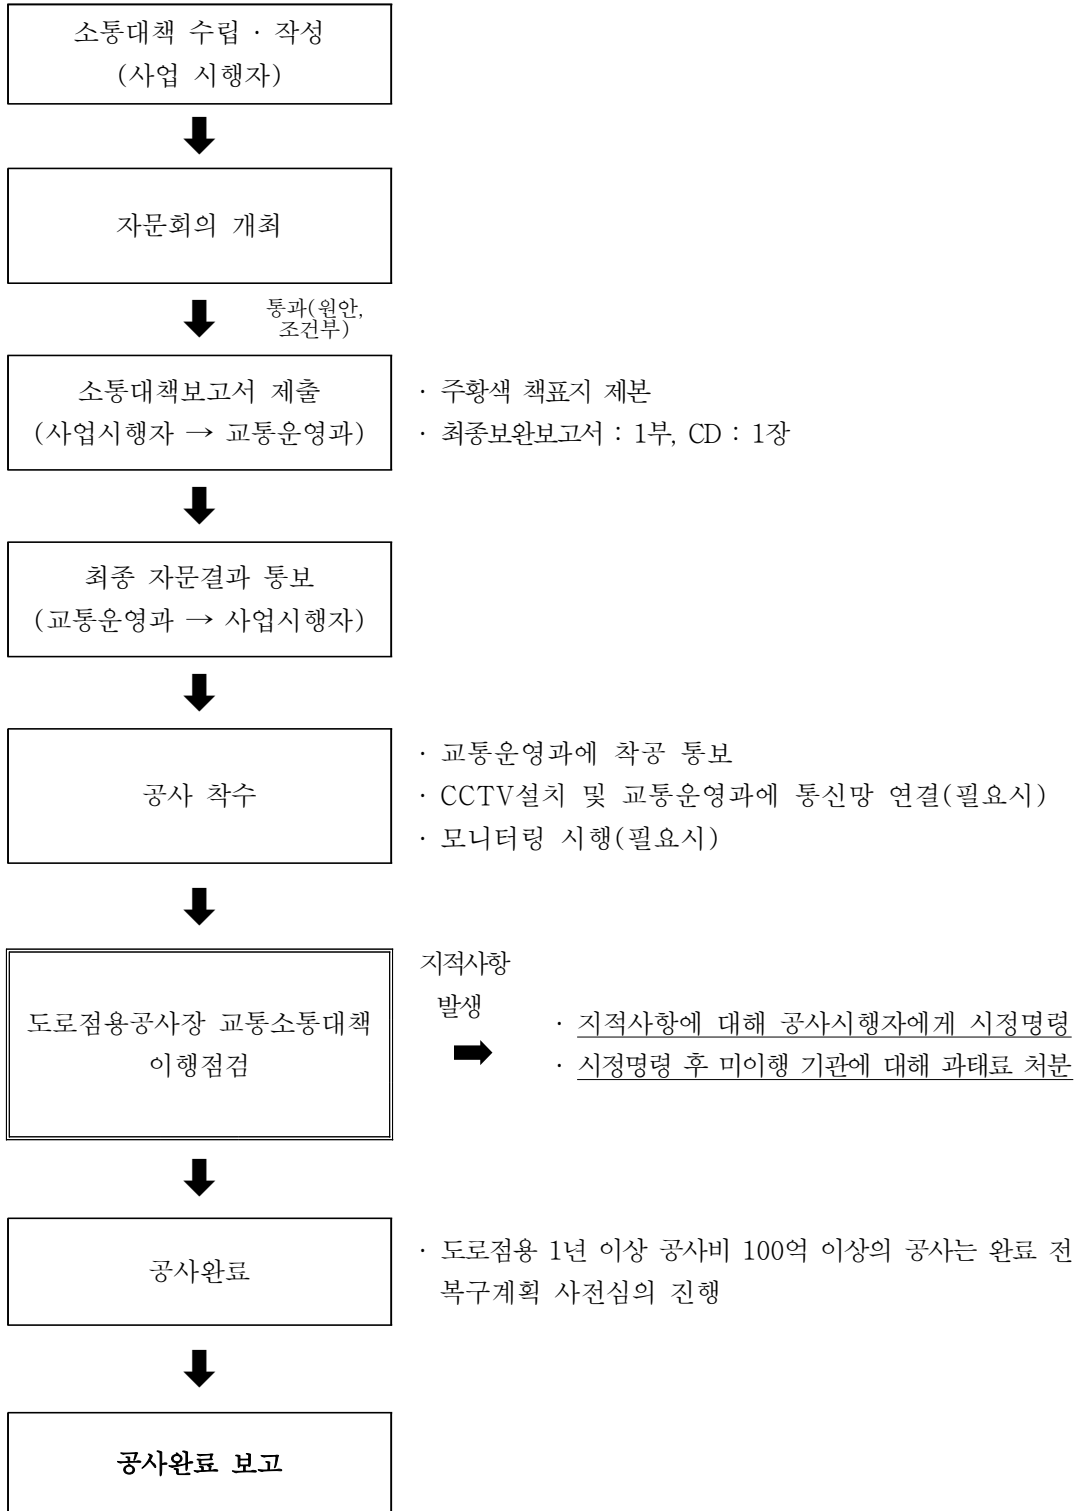 소통대책 수립 · 작성
(사업 시행자)
자문회의 개최
통과(원안,
조건부)
소통대책보고서 제출
(사업시행자 → 교통운영과)
· 주황색 책표지 제본
· 최종보완보고서 : 1부, CD : 1장
최종 자문결과 통보
(교통운영과 → 사업시행자)
공사 착수
· 교통운영과에 착공 통보
· CCTV설치 및 교통운영과에 통신망 연결(필요시)
· 모니터링 시행(필요시)
도로점용공사장 교통소통대책
이행점검
지적사항
발생
· 지적사항에 대해 공사시행자에게 시정명령
· 시정명령 후 미이행 기관에 대해 과태료 처분
공사완료
· 도로점용 1년 이상 공사비 100억 이상의 공사는 완료 전
복구계획 사전심의 진행
공사완료 보고